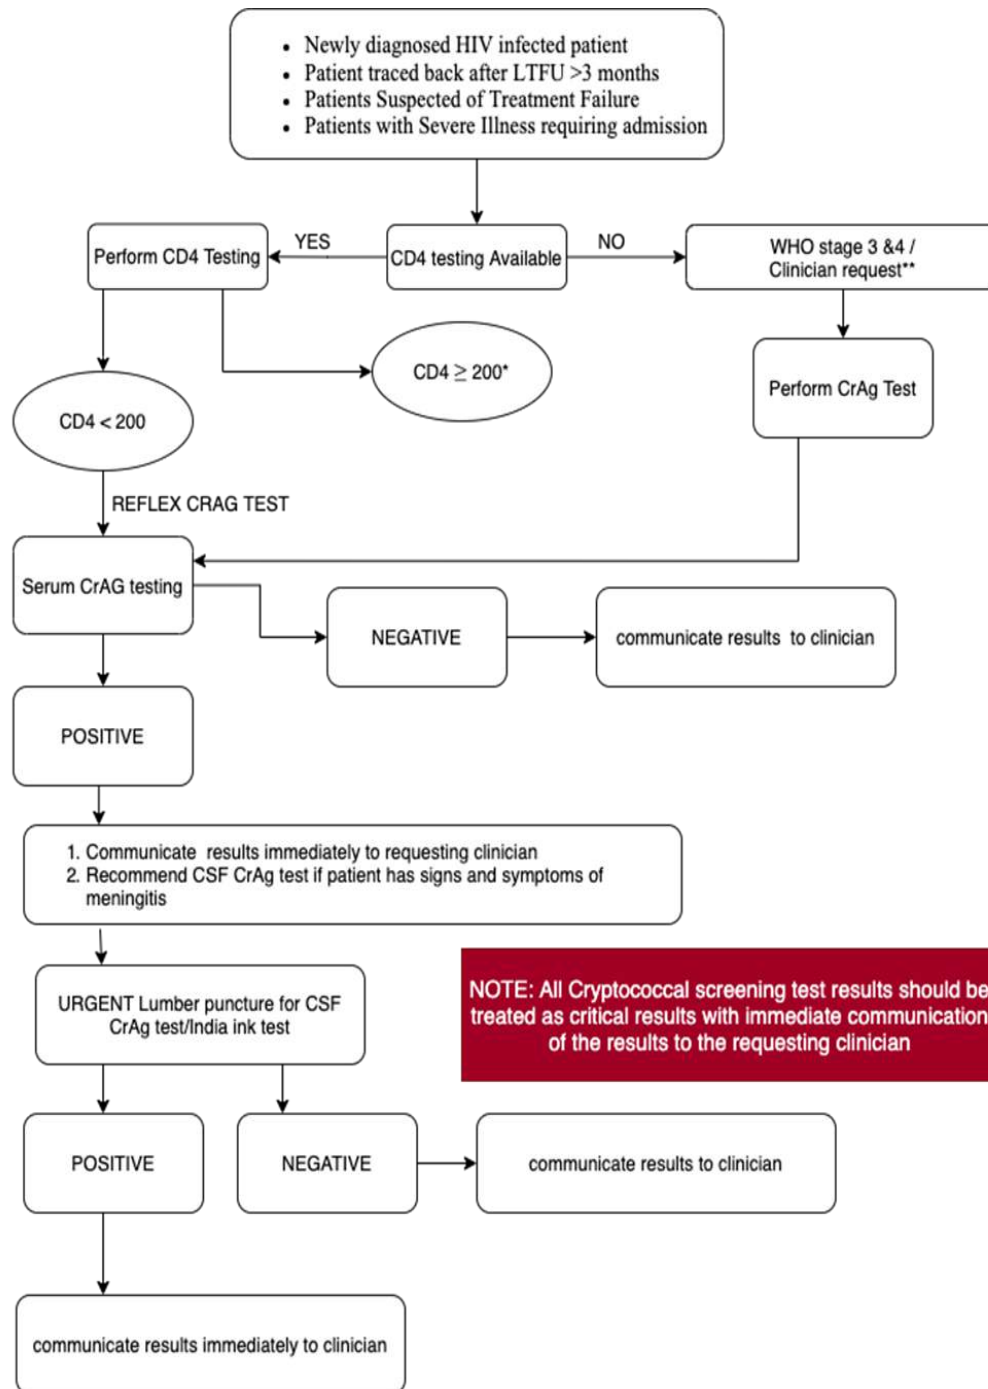 • Newly diagnosed HIV infected patient
• Patient traced back after LTFU >3 months
• Patients Suspected of Treatment Failure
• Patients with Severe Illness requiring admission
Perform CD4 Testing
YES
CD4 testing Available
NO
WHO stage 3 &4 /
Clinician request**
CD4 < 200
CD4 ≥ 200*
Perform CrAg Test
REFLEX CRAG TEST
Serum CrAG testing
NEGATIVE
communicate results to clinician
POSITIVE
1. Communicate results immediately to requesting clinician
2. Recommend CSF CrAg test if patient has signs and symptoms of
meningitis
URGENT Lumber puncture for CSF
CrAg test/India ink test
NOTE: All Cryptococcal screening test results should be
treated as critical results with immediate communication
of the results to the requesting clinician
POSITIVE
NEGATIVE
communicate results to clinician
communicate results immediately to clinician